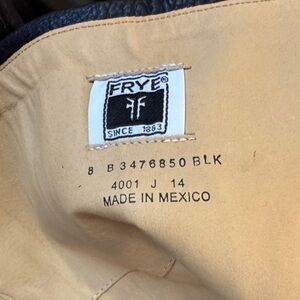 FRYE®
SINCE 1863
8 B 3476850 BLK
4001 J 14
MADE IN MEXICO